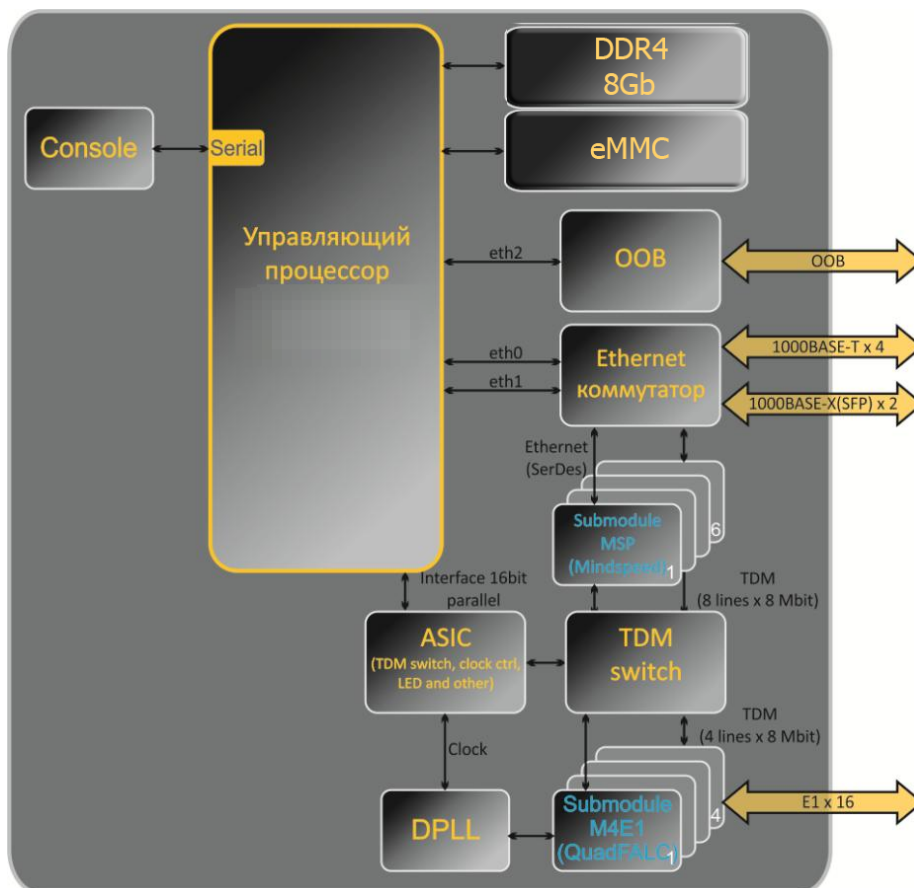 DDR4
8Gb
eMMC
Console
Serial
Управляющий
процессор
eth2
OOB
OOB
eth0
eth1
Ethernet
коммутатор
1000BASE-T x 4
1000BASE-X(SFP) x 2
Ethernet
(SerDes)
Submodule
MSP
(Mindspeed)
1
6
Interface 16bit
parallel
TDM
(8 lines x 8 Mbit)
ASIC
(TDM switch, clock ctrl,
LED and other)
TDM
switch
TDM
(4 lines x 8 Mbit)
Clock
DPLL
Submodule
M4E1
(QuadFALC)
1
4
E1 x 16